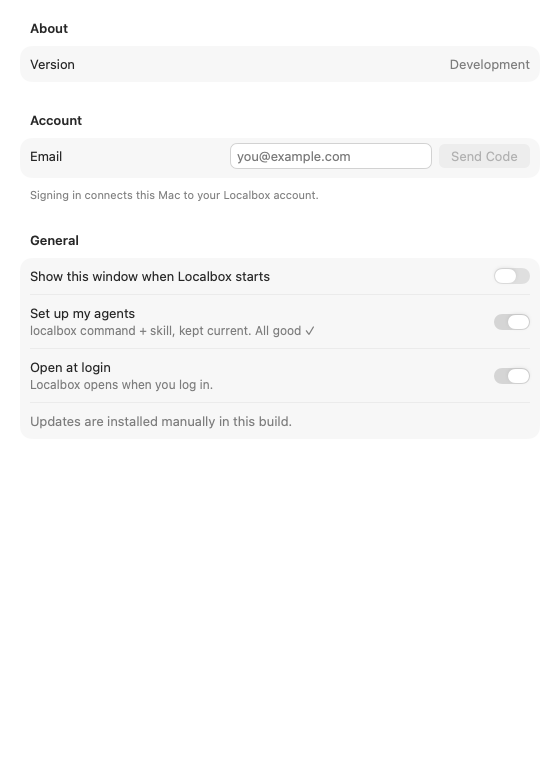 About
Version
Development
Account
Email
you@example.com
Send Code
Signing in connects this Mac to your Localbox account.
General
Show this window when Localbox starts
Set up my agents
localbox command + skill, kept current. All good ✓
Open at login
Localbox opens when you log in.
Updates are installed manually in this build.